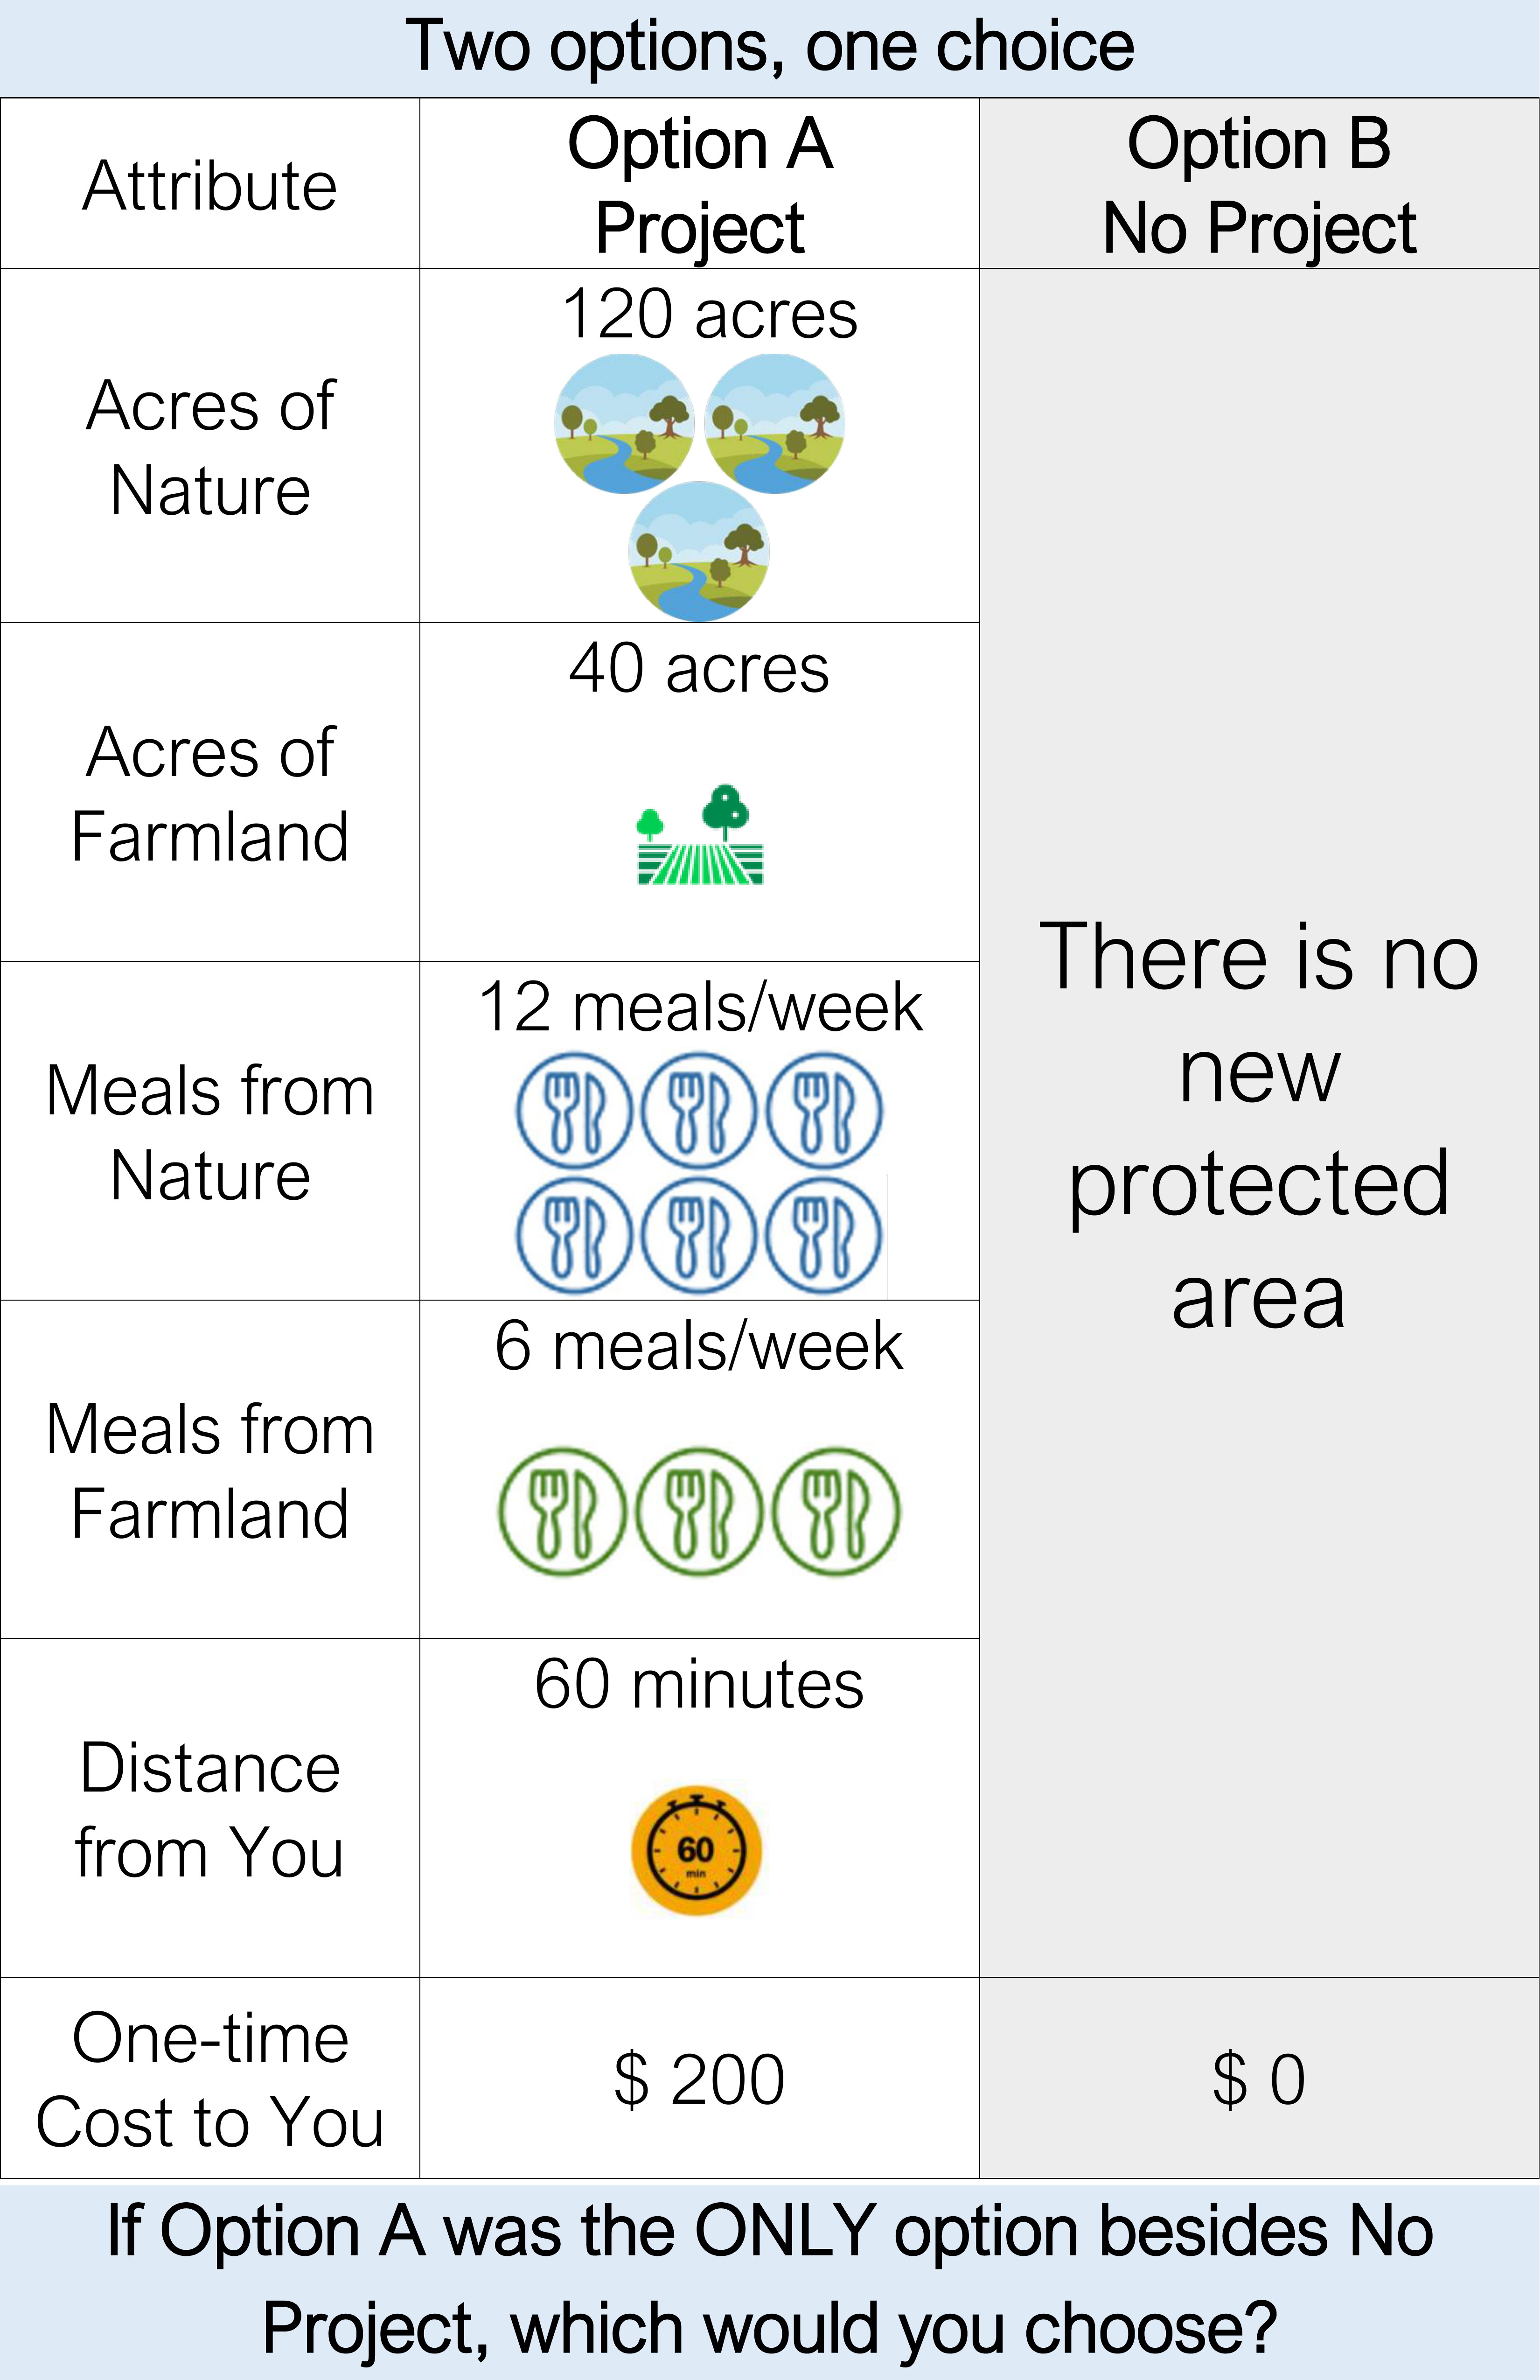 Two options, one choice
Attribute
Option A
Project
Option B
No Project
Acres of
Nature
120 acres
Acres of
Farmland
40 acres
Meals from
Nature
12 meals/week
Meals from
Farmland
6 meals/week
Distance
from You
60 minutes
60
min
There is no
new
protected
area
One-time
Cost to You
$ 200
$ 0
If Option A was the ONLY option besides No
Project, which would you choose?